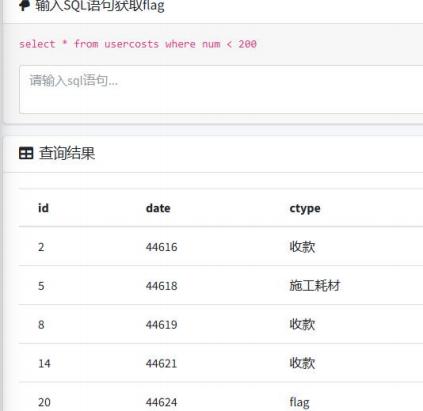 输入SQL语句获取flag
select * from usercosts where num < 200
请输入sql语句...
查询结果
id date ctype
2 44616 收款
5 44618 施工耗材
8 44619 收款
14 44621 收款
20 44624 flag